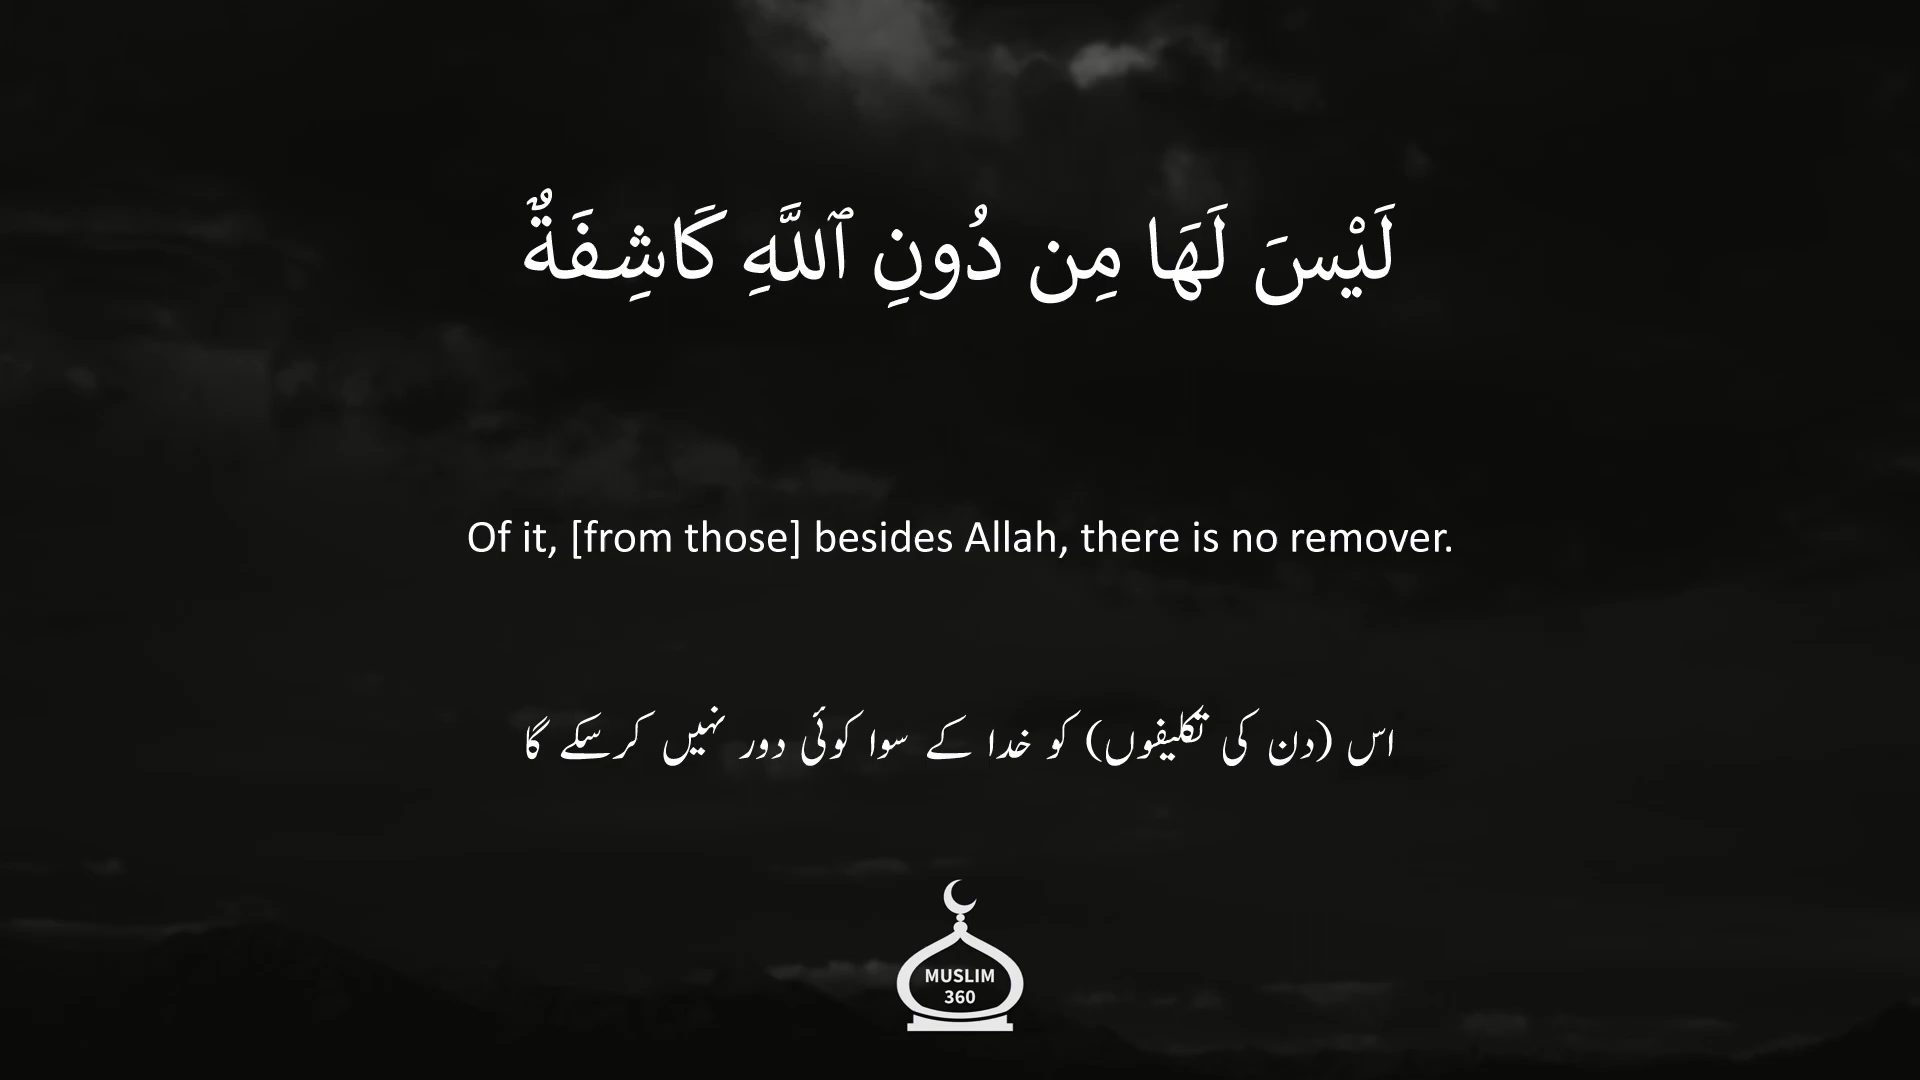 لَيْسَ لَهَا مِن دُونِ ٱللَّهِ كَاشِفَةٌ
Of it, [from those] besides Allah, there is no remover.
اس (دن کی تکلیفوں) کو خدا کے سوا کوئی دور نہیں کرسکے گا
MUSLIM
360